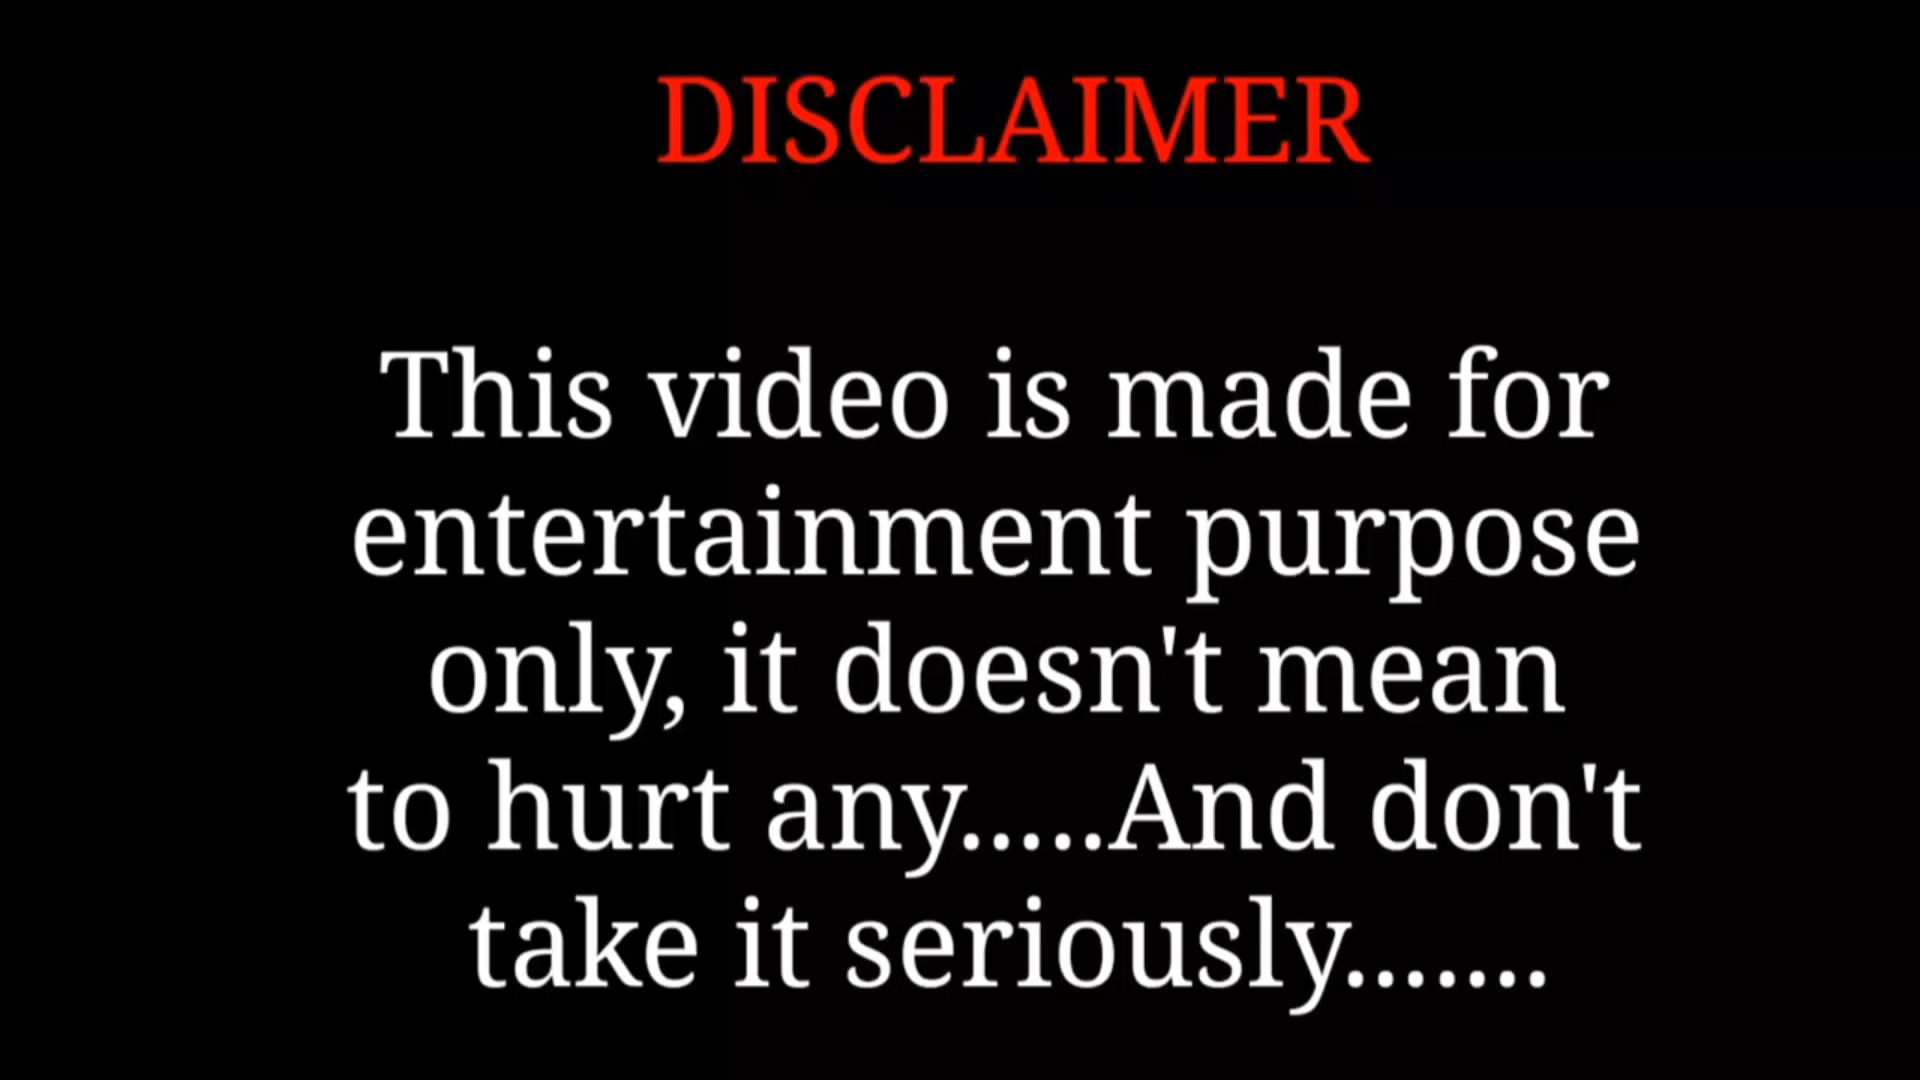 DISCLAIMER
This video is made for
entertainment purpose
only, it doesn't mean
to hurt any.....And don't
take it seriously.......